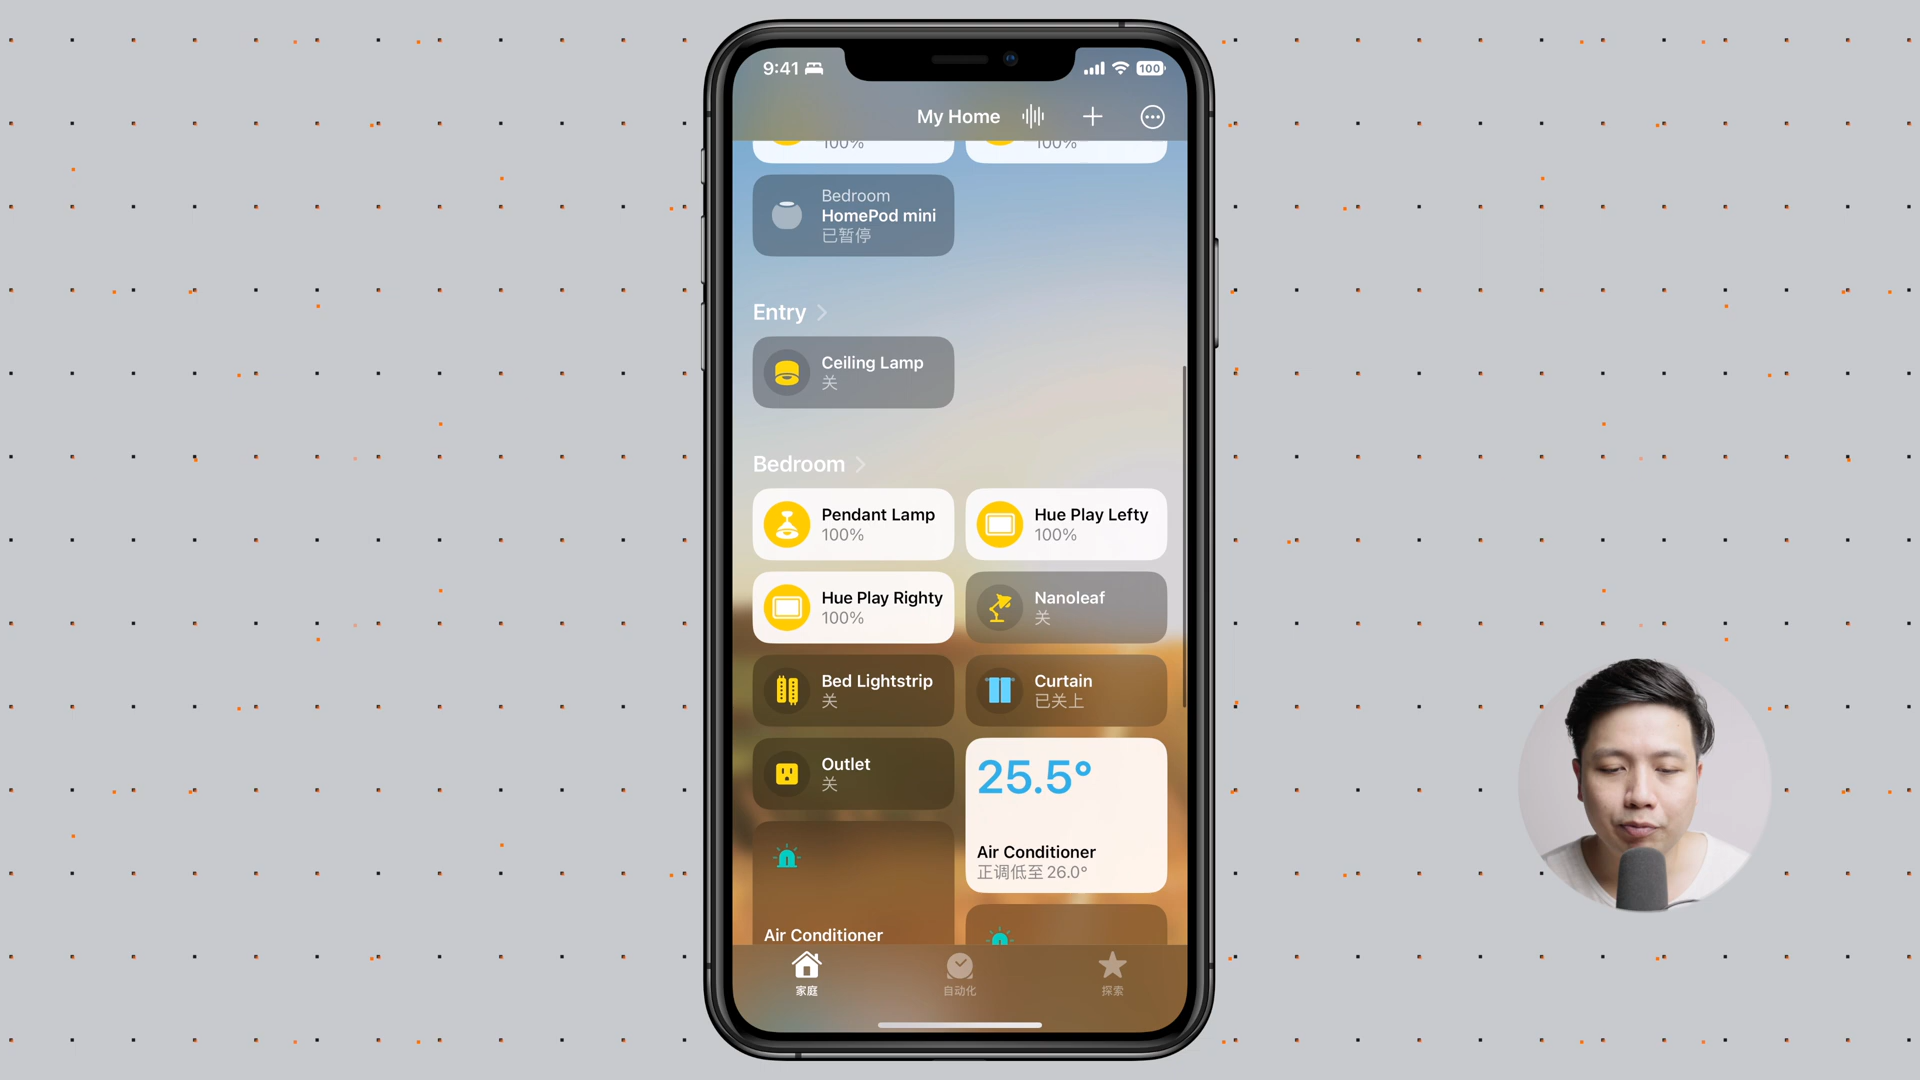 9:41
100
My Home
100%
100%
Bedroom
HomePod mini
已暂停
Entry
Ceiling Lamp
关
Bedroom
Pendant Lamp
100%
Hue Play Lefty
100%
Hue Play Righty
100%
Nanoleaf
关
Bed Lightstrip
关
Curtain
已关上
Outlet
关
25.5°
Air Conditioner
正调低至 26.0°
Air Conditioner
家庭
自动化
探索